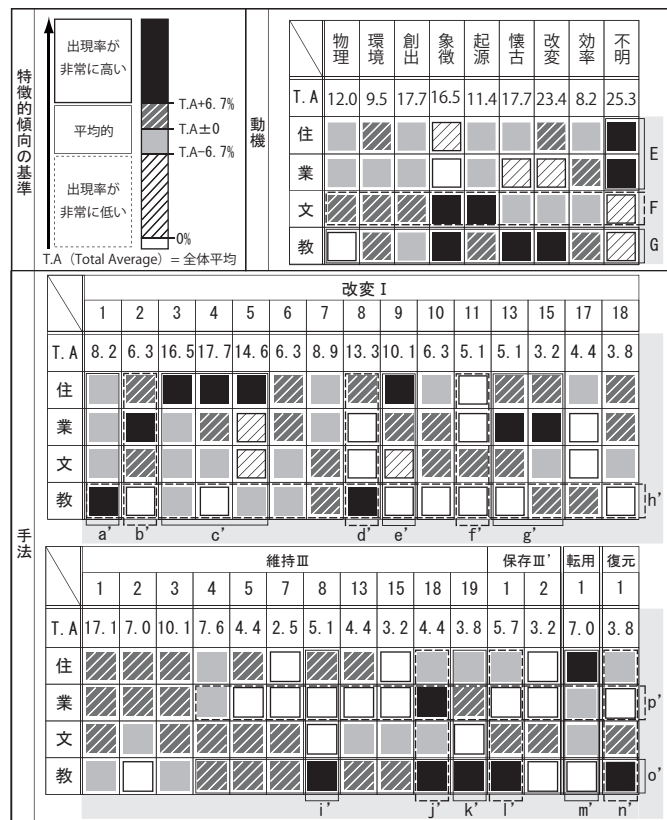 特徴的傾向の基準
出現率が
非常に高い
平均的
出現率が
非常に低い
T.A+6.7%
T.A±0
T.A-6.7%
0%
T.A（Total Average）= 全体平均
動機
物理 環境 創出 象徴 起源 懐古 改変 効率 不明
T.A 12.0 9.5 17.7 16.5 11.4 17.7 23.4 8.2 25.3
住
業
文
教
E
F
G
手法
改変Ⅰ
1 2 3 4 5 6 7 8 9 10 11 13 15 17 18
T.A 8.2 6.3 16.5 17.7 14.6 6.3 8.9 13.3 10.1 6.3 5.1 5.1 3.2 4.4 3.8
住
業
文
教
h'
a' b' c' d' e' f' g'
維持Ⅲ 保存Ⅲ' 転用 復元
1 2 3 4 5 7 8 13 15 18 19 1 2 1 1
T.A 17.1 7.0 10.1 7.6 4.4 2.5 5.1 4.4 3.2 4.4 3.8 5.7 3.2 7.0 3.8
住
業
p'
文
教
o'
i' j' k' l' m' n'